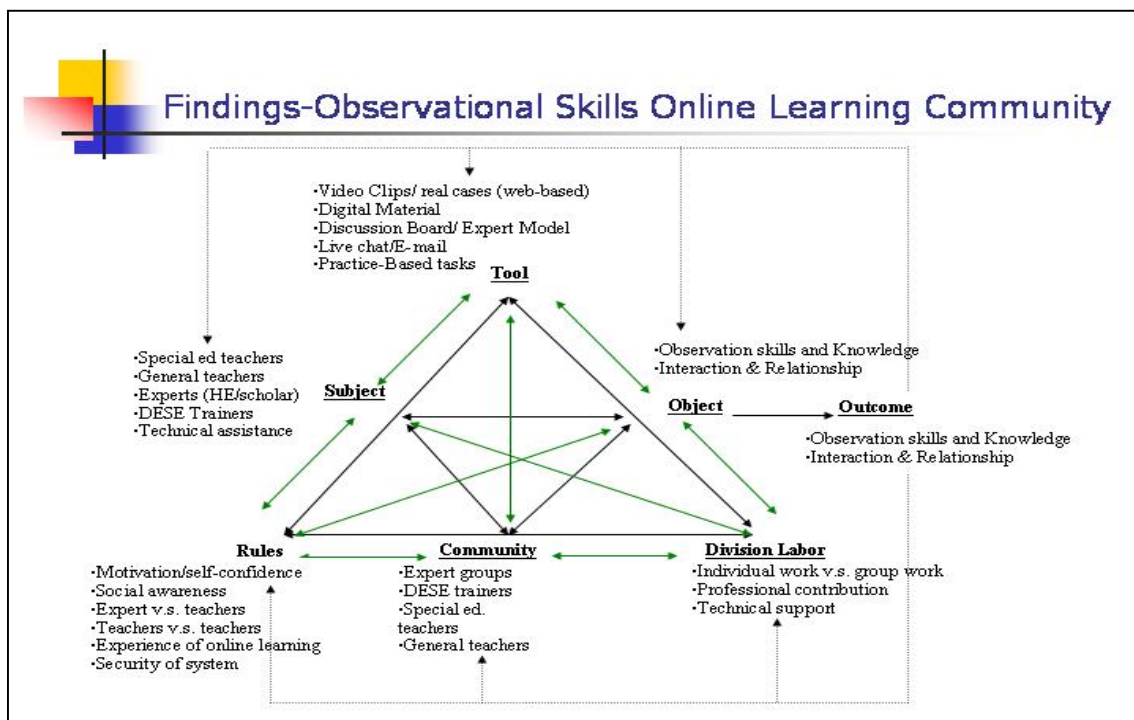 Findings-Observational Skills Online Learning Community
·Video Clips/ real cases (web-based)
·Digital Material
·Discussion Board/ Expert Model
·Live chat/E-mail
·Practice-Based tasks
Tool
·Special ed teachers
·General teachers
·Experts (HE/scholar)
·DESE Trainers
·Technical assistance
Subject
·Observation skills and Knowledge
·Interaction & Relationship
Object
Outcome
·Observation skills and Knowledge
·Interaction & Relationship
Rules
·Motivation/self-confidence
·Social awareness
·Expert v.s. teachers
·Teachers v.s. teachers
·Experience of online learning
·Security of system
Community
·Expert groups
·DESE trainers
·Special ed.
teachers
·General teachers
Division Labor
·Individual work v.s. group work
·Professional contribution
·Technical support